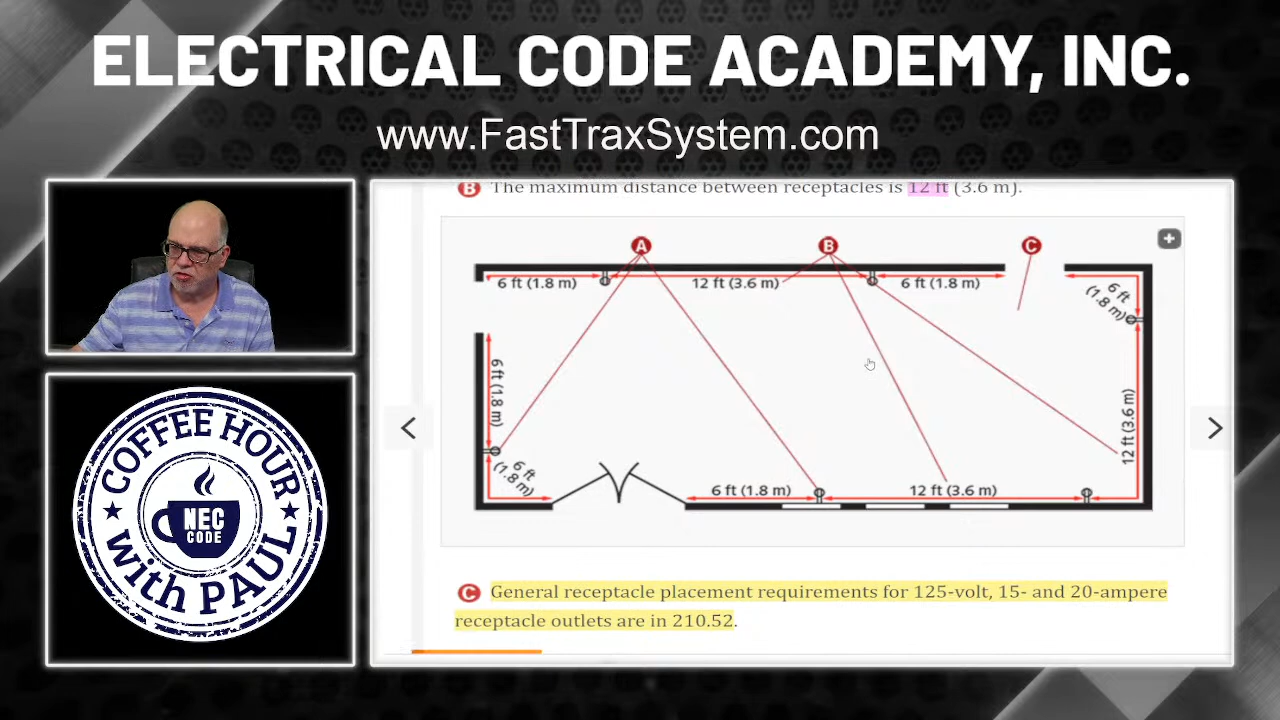 ELECTRICAL CODE ACADEMY, INC.
www.FastTraxSystem.com
B The maximum distance between receptacles is 12 ft (3.6 m).
A
B
C
6 ft (1.8 m)
12 ft (3.6 m)
6 ft (1.8 m)
6 ft
(1.8 m)
6 ft (1.8 m)
12 ft (3.6 m)
6 ft
(1.8 m)
6 ft (1.8 m)
12 ft (3.6 m)
C General receptacle placement requirements for 125-volt, 15- and 20-ampere
receptacle outlets are in 210.52.
COFFEE HOUR
NEC
CODE
with PAUL